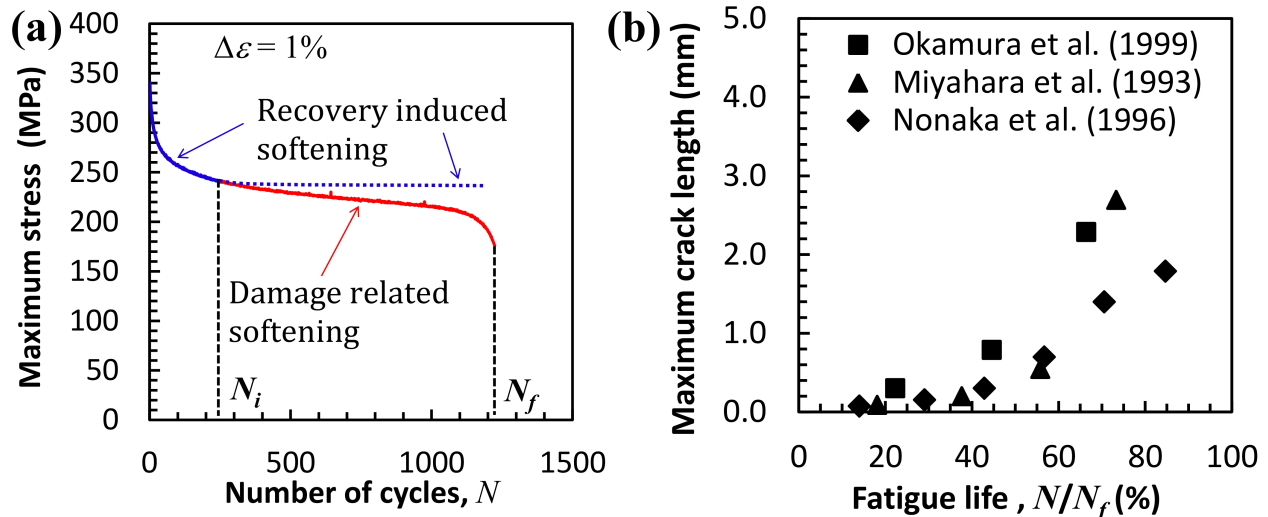 (a)
Maximum stress (MPa)
400
350
300
250
200
150
100
50
0
Δε = 1%
Recovery induced
softening
Damage related
softening
N_i
N_f
0 500 1000 1500
Number of cycles, N
(b)
Maximum crack length (mm)
5.0
4.0
3.0
2.0
1.0
0.0
Okamura et al. (1999)
Miyahara et al. (1993)
Nonaka et al. (1996)
0 20 40 60 80 100
Fatigue life , N/N_f (%)